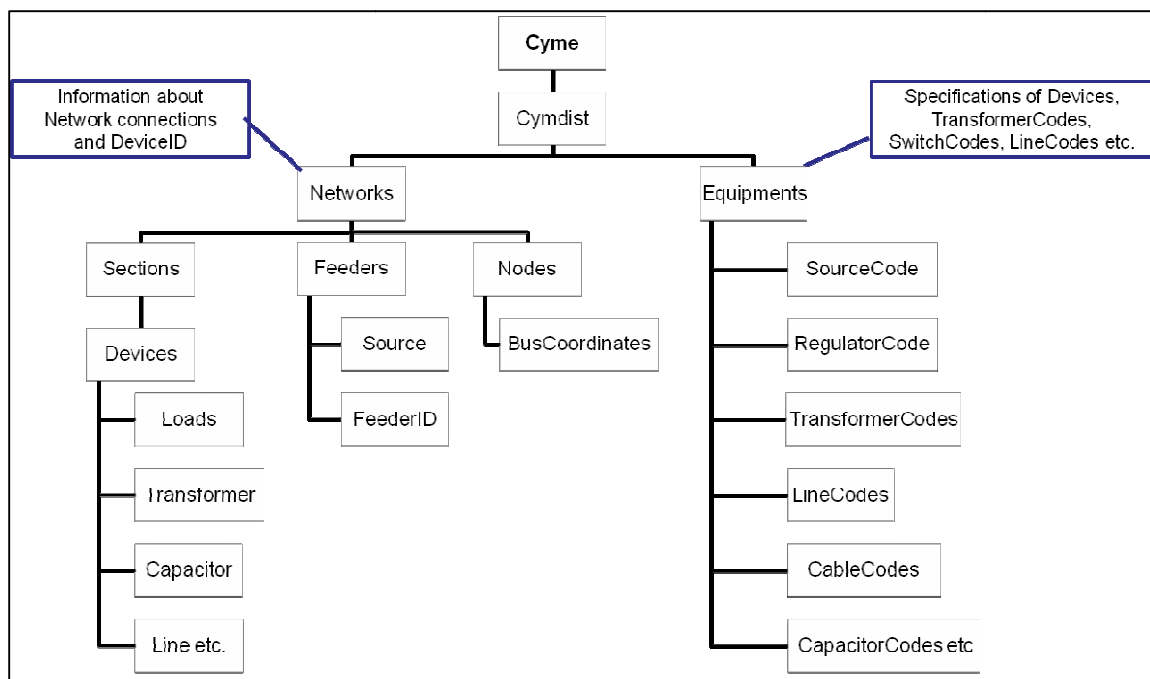 Cyme
Information about
Network connections
and DeviceID
Cymdist
Specifications of Devices,
TransformerCodes,
SwitchCodes, LineCodes etc.
Networks
Equipments
Sections
Feeders
Nodes
SourceCode
Devices
Source
BusCoordinates
RegulatorCode
Loads
FeederID
TransformerCodes
Transformer
LineCodes
Capacitor
CableCodes
Line etc.
CapacitorCodes etc